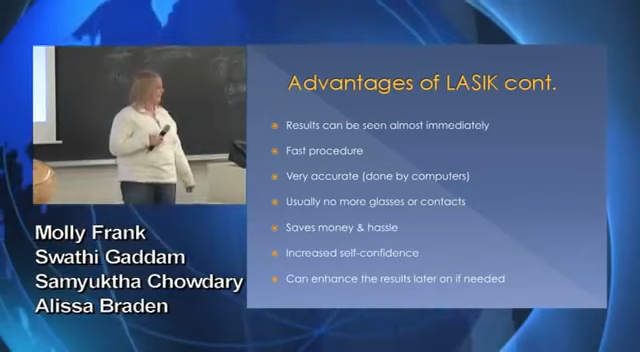 Advantages of LASIK cont.
Results can be seen almost immediately
Fast procedure
Very accurate (done by computers)
Usually no more glasses or contacts
Saves money & hassle
Increased self-confidence
Can enhance the results later on if needed
Molly Frank
Swathi Gaddam
Samyuktha Chowdary
Alissa Braden